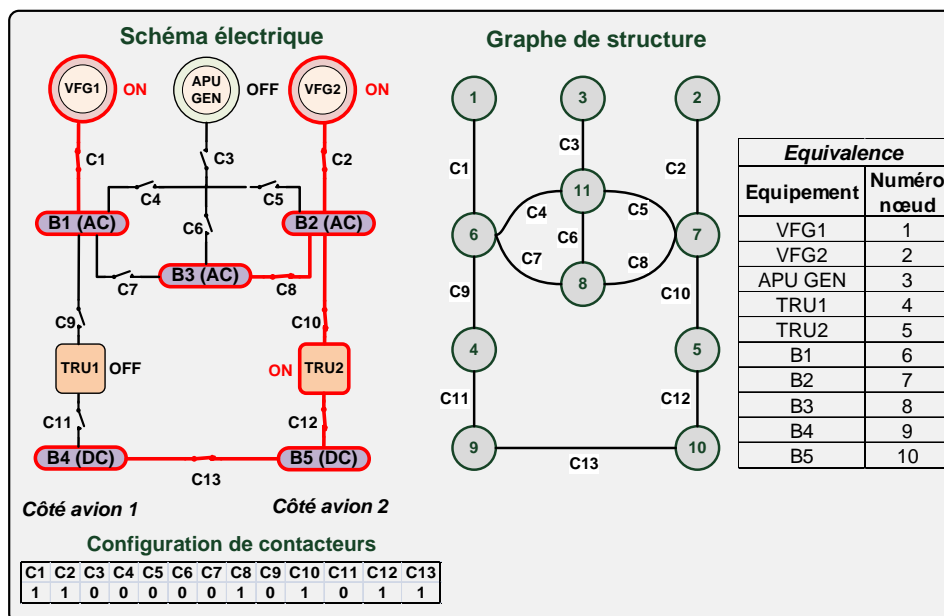 Schéma électrique
VFG1
ON
APU
GEN
OFF
VFG2
ON
C1
C3
C2
C4
C5
B1 (AC)
C6
B2 (AC)
B3 (AC)
C7
C8
C9
C10
TRU1
OFF
ON
TRU2
C11
C12
B4 (DC)
B5 (DC)
C13
Côté avion 1
Côté avion 2
Graphe de structure
1
3
2
C1
C3
C2
11
C4
C5
6
C6
7
C7
C8
8
C9
C10
4
5
C11
C12
9
10
C13
Equivalence
Equipement Numéro nœud
VFG1 1
VFG2 2
APU GEN 3
TRU1 4
TRU2 5
B1 6
B2 7
B3 8
B4 9
B5 10
Configuration de contacteurs
C1 C2 C3 C4 C5 C6 C7 C8 C9 C10 C11 C12 C13
1 1 0 0 0 0 0 1 0 1 0 1 1